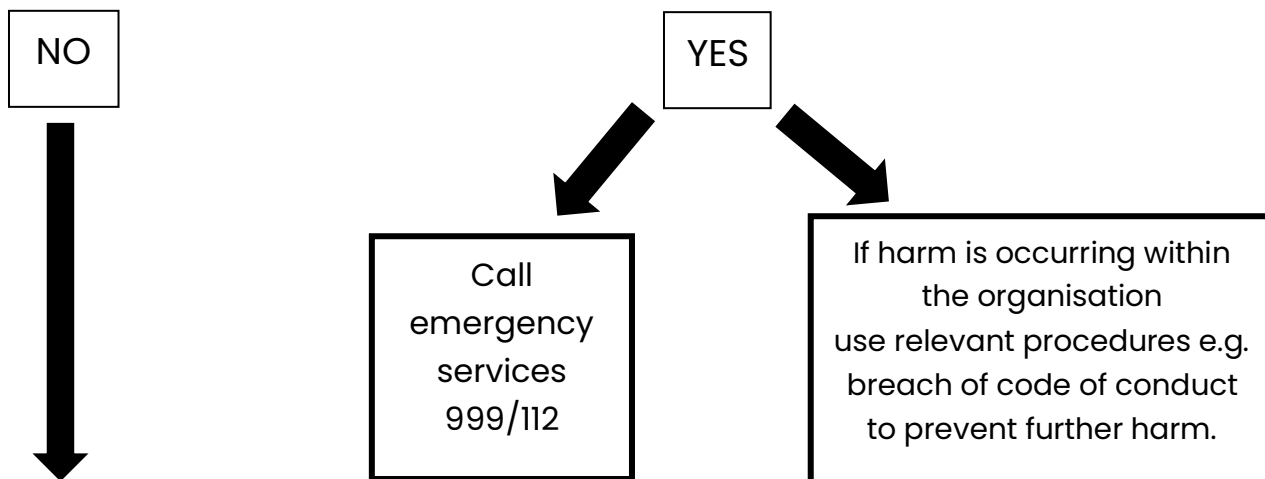 NO
YES
Call
emergency
services
999/112
If harm is occurring within
the organisation
use relevant procedures e.g.
breach of code of conduct
to prevent further harm.